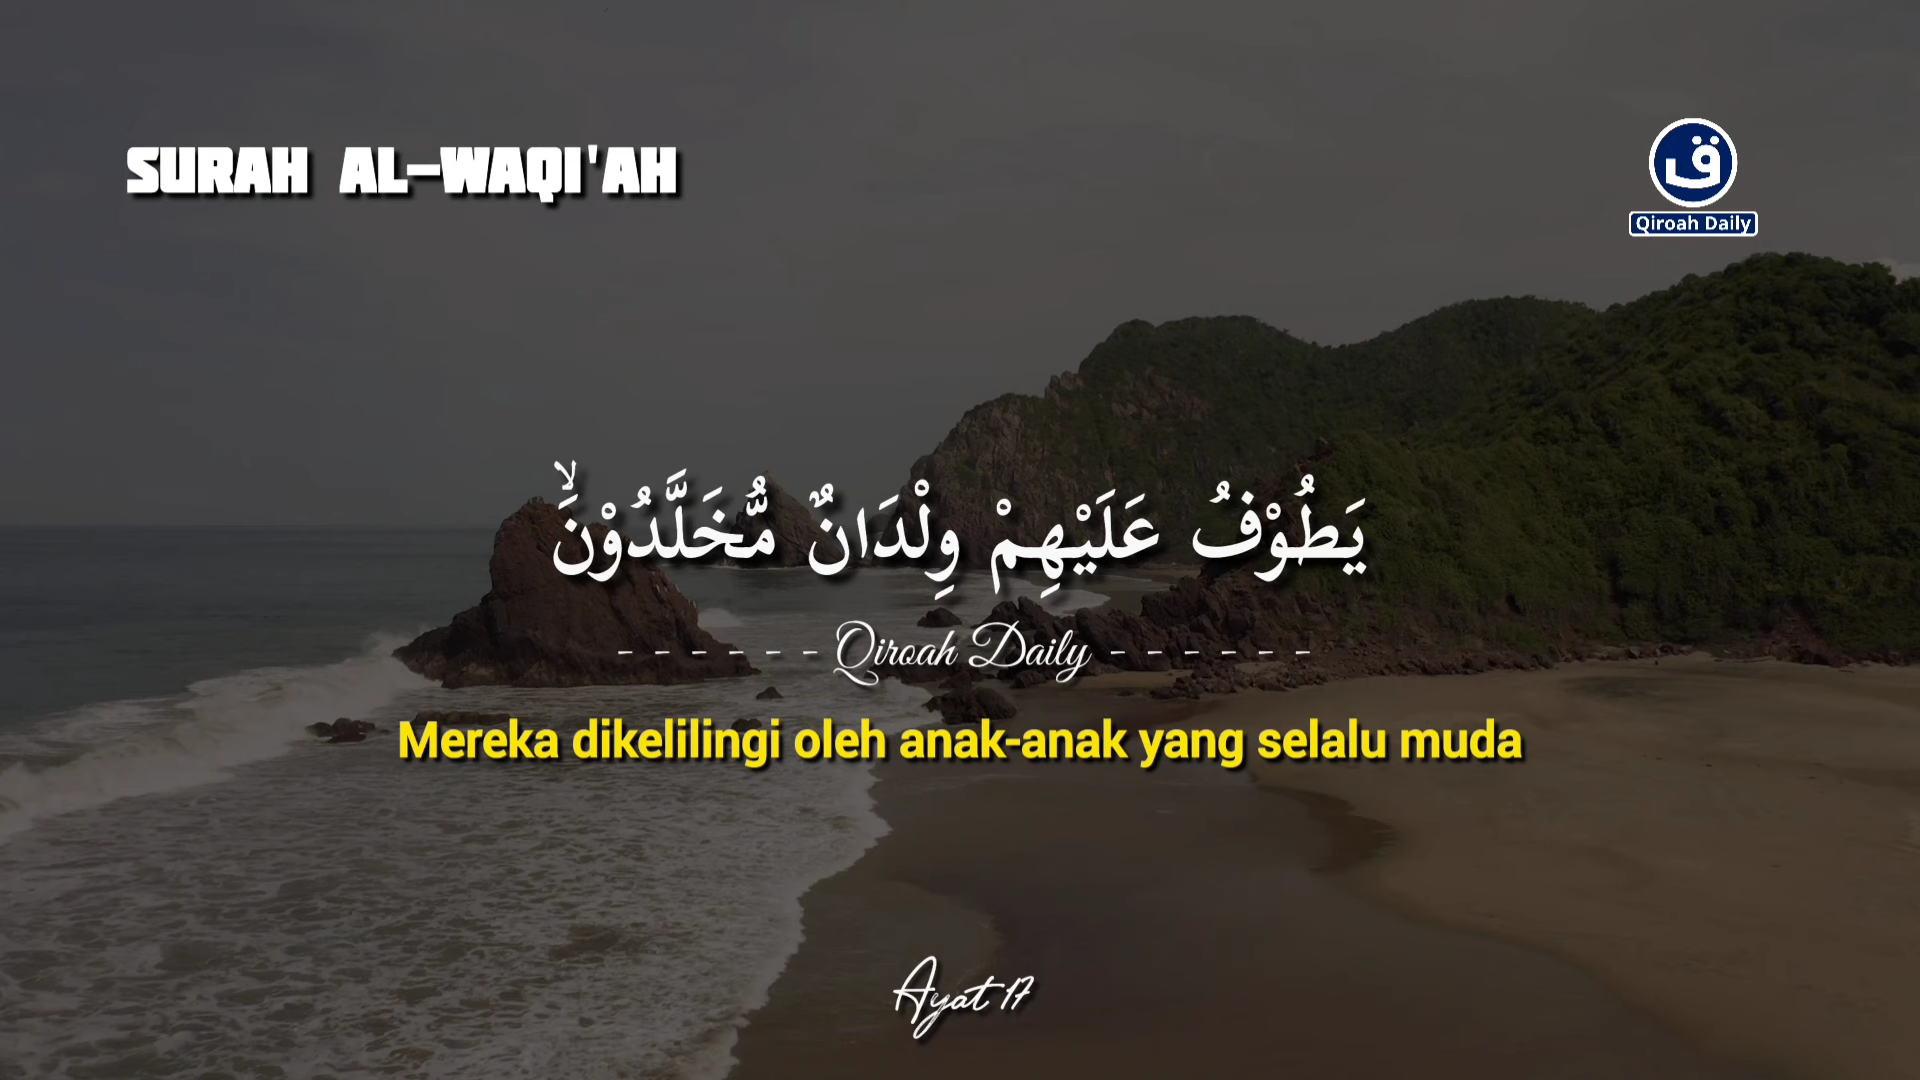 SURAH AL-WAQI'AH
ق
Qiroah Daily
يَطُوْفُ عَلَيْهِمْ وِلْدَانٌ مُّخَلَّدُوْنَۙ
- - - - - - Qiroah Daily - - - - - -
Mereka dikelilingi oleh anak-anak yang selalu muda
Ayat 17